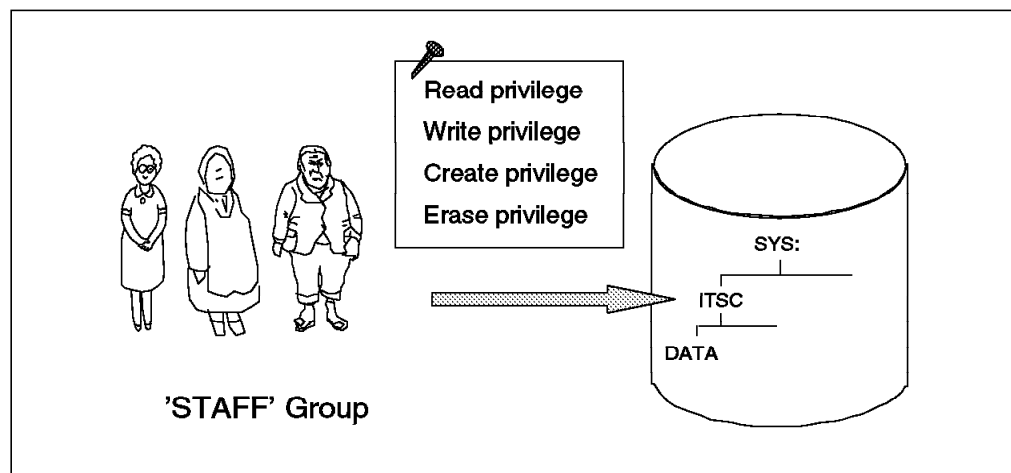 Read privilege
Write privilege
Create privilege
Erase privilege
SYS:
ITSC
DATA
'STAFF' Group